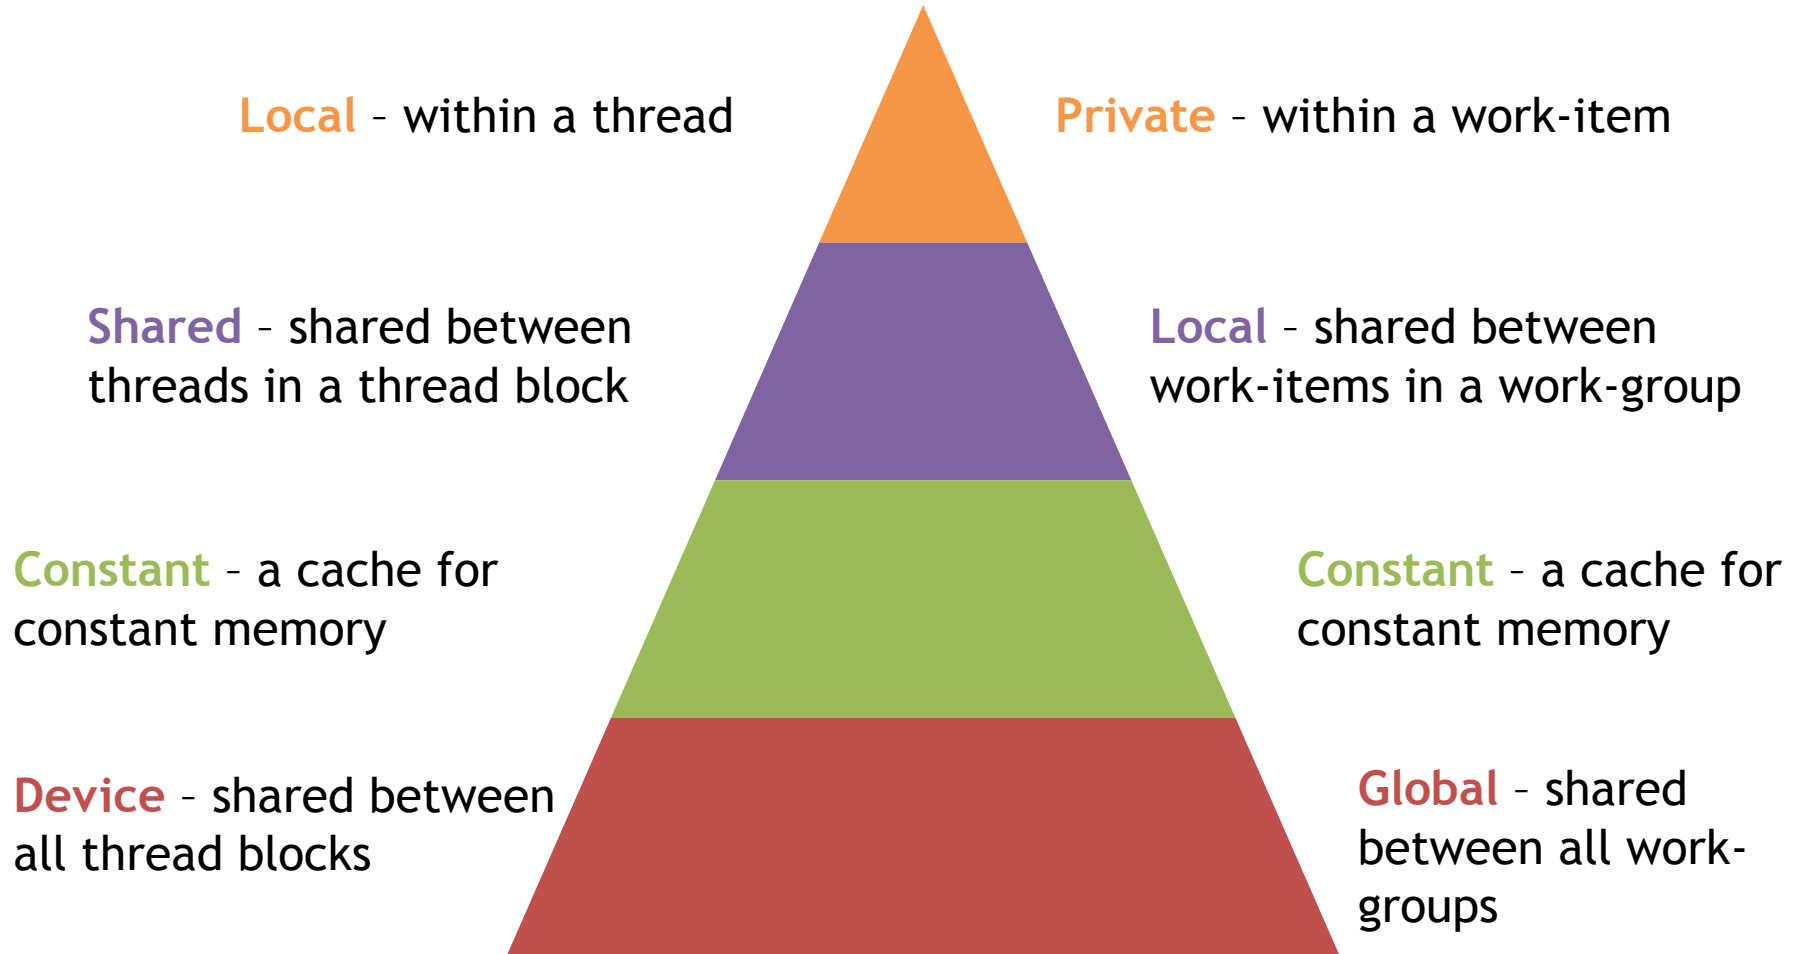 Local – within a thread
Private – within a work-item
Shared – shared between
threads in a thread block
Local – shared between
work-items in a work-group
Constant – a cache for
constant memory
Constant – a cache for
constant memory
Device – shared between
all thread blocks
Global – shared
between all work-
groups